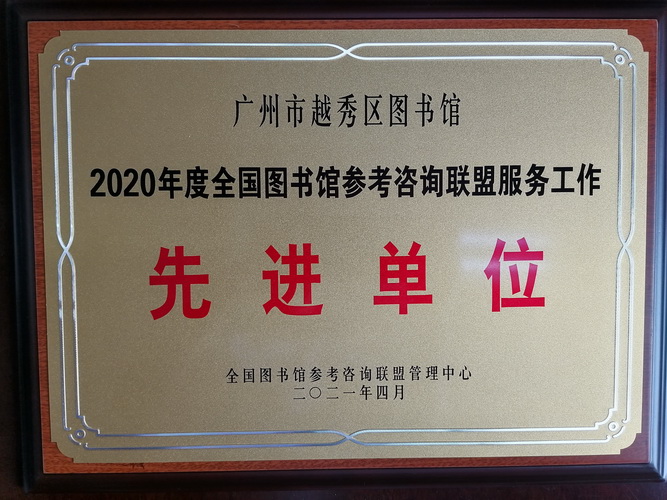 广州市越秀区图书馆
2020年度全国图书馆参考咨询联盟服务工作
先进单位
全国图书馆参考咨询联盟管理中心
二〇二一年四月